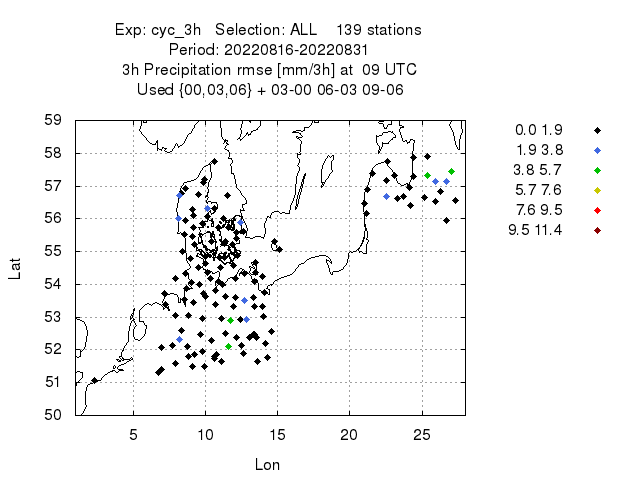 Exp: cyc_3h Selection: ALL 139 stations
Period: 20220816-20220831
3h Precipitation rmse [mm/3h] at 09 UTC
Used {00,03,06} + 03-00 06-03 09-06
59
58
57
56
55
54
53
52
51
50
Lat
5 10 15 20 25
Lon
0.0 1.9
1.9 3.8
3.8 5.7
5.7 7.6
7.6 9.5
9.5 11.4